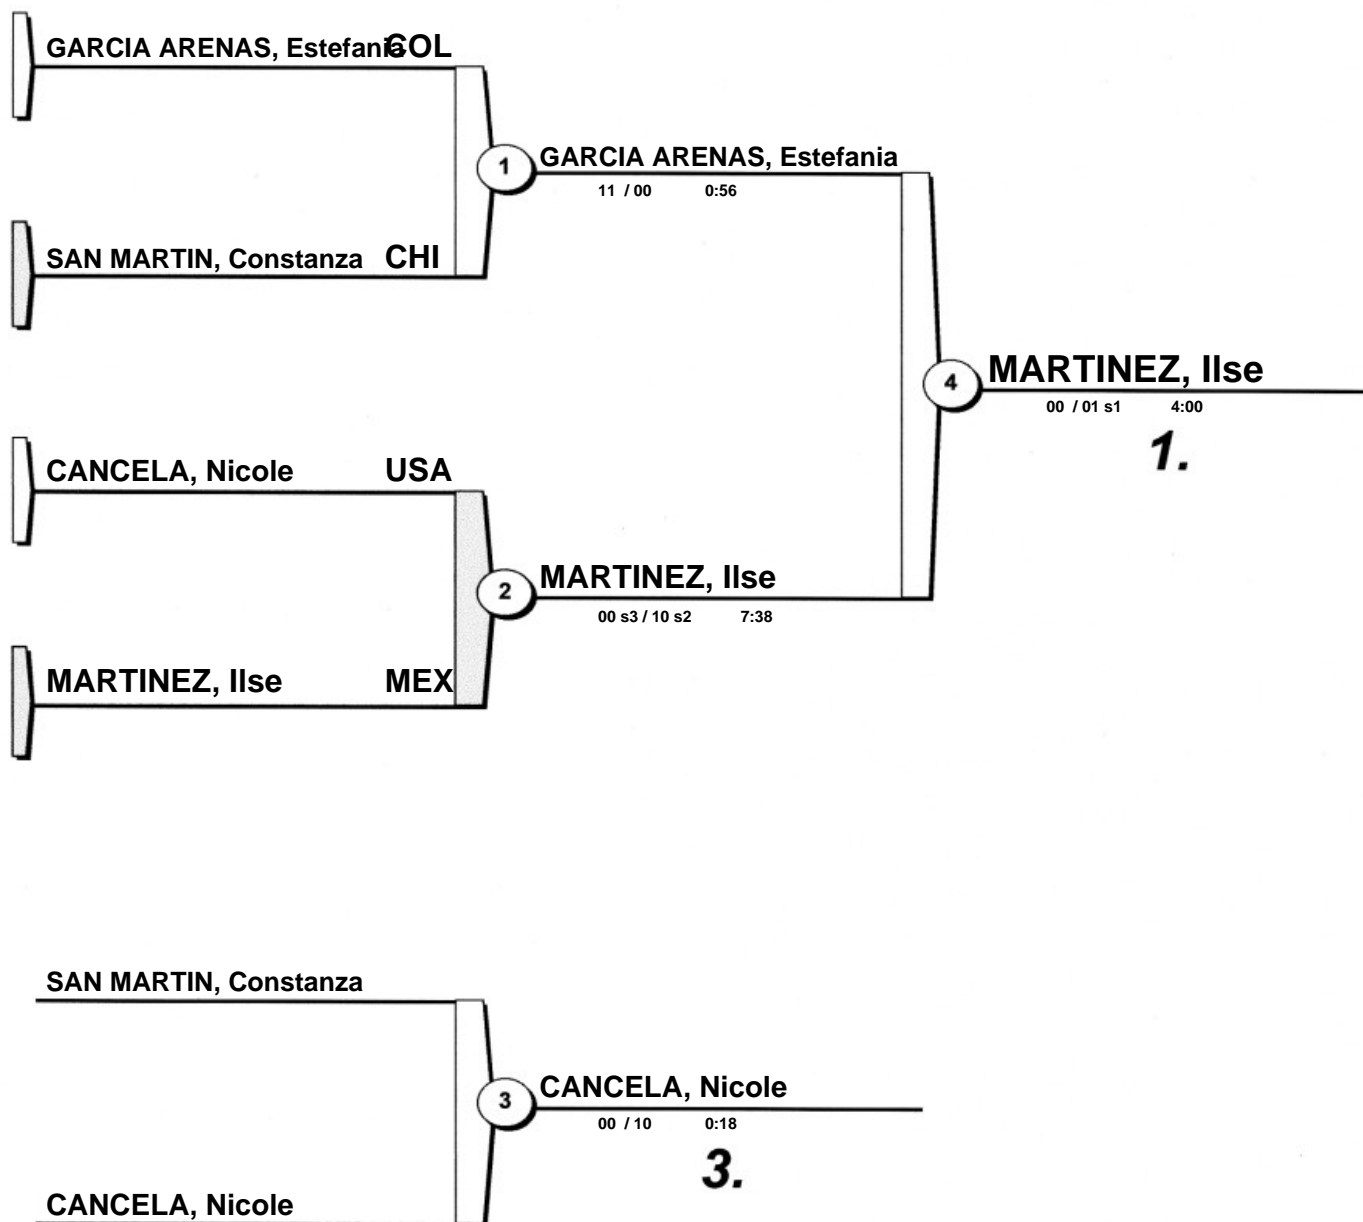 GARCIA ARENAS, Estefania COL
1
GARCIA ARENAS, Estefania
11 / 00 0:56
SAN MARTIN, Constanza CHI
4
MARTINEZ, Ilse
00 / 01 s1 4:00
1.
CANCELA, Nicole USA
2
MARTINEZ, Ilse
00 s3 / 10 s2 7:38
MARTINEZ, Ilse MEX
SAN MARTIN, Constanza
3
CANCELA, Nicole
00 / 10 0:18
3.
CANCELA, Nicole